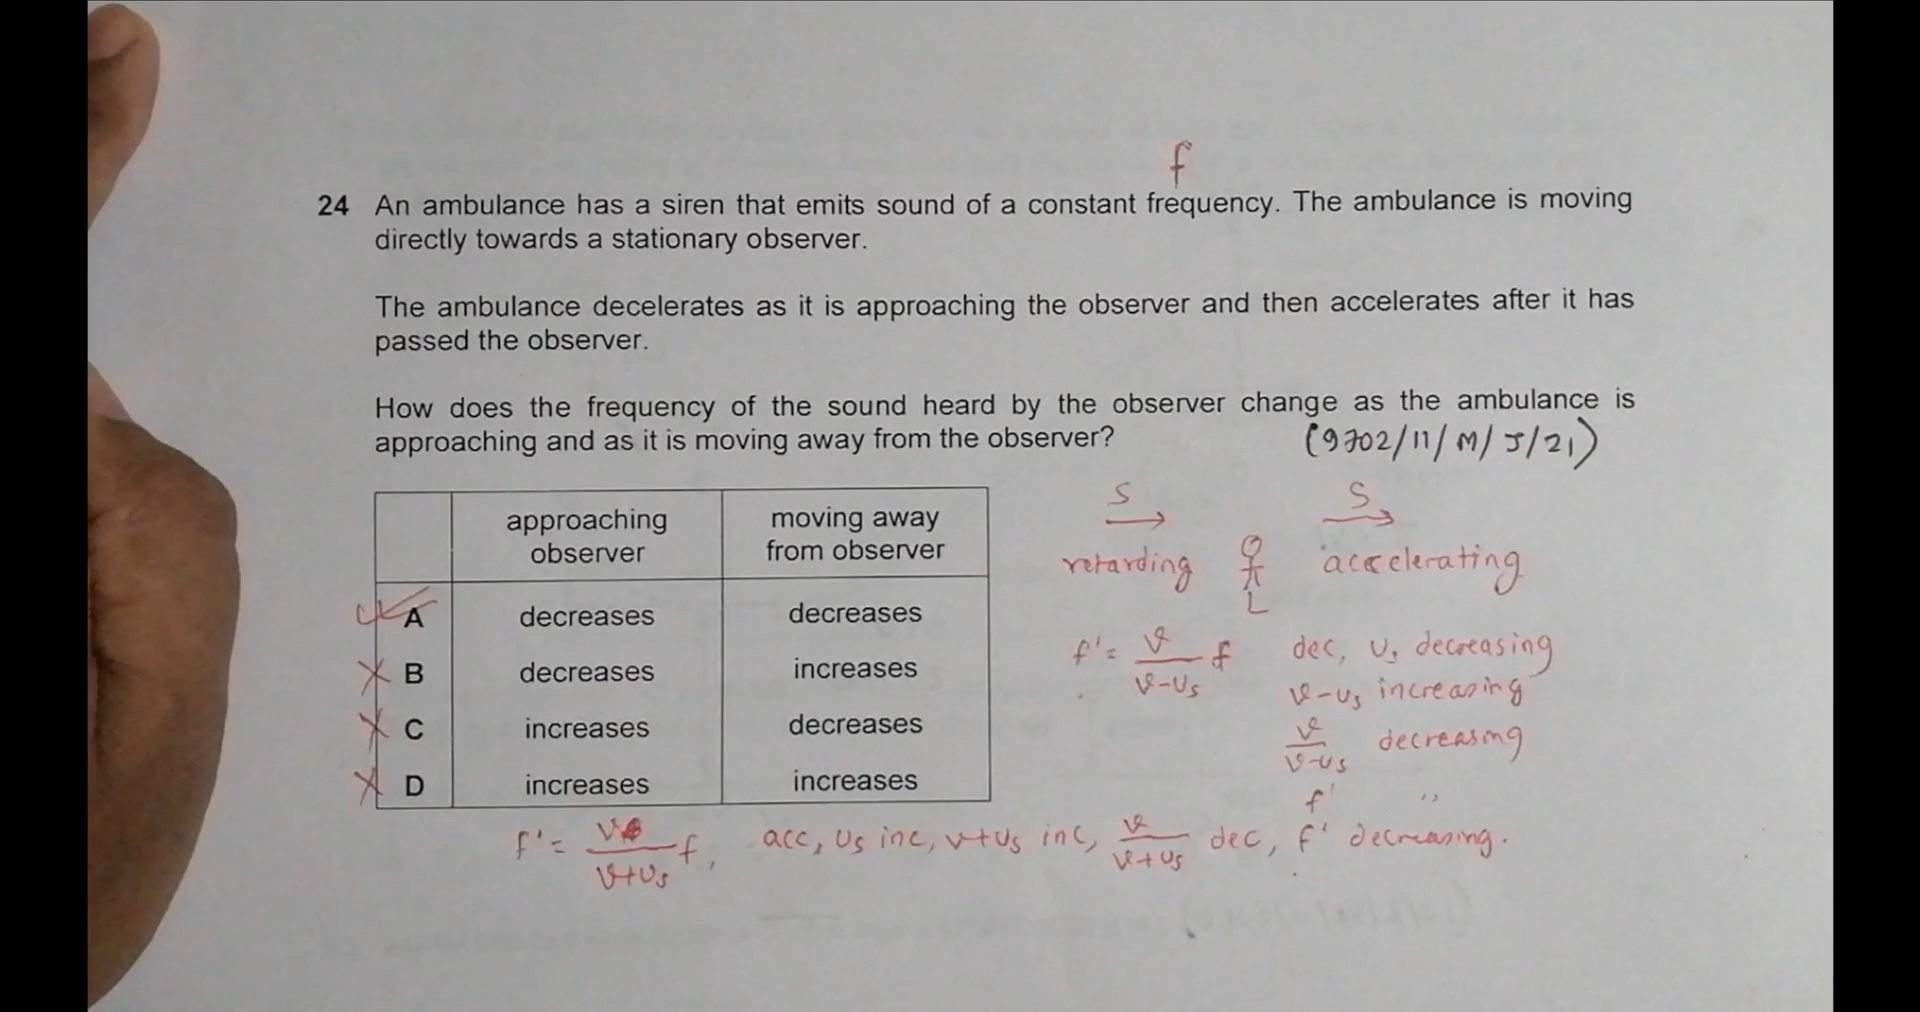 f
24 An ambulance has a siren that emits sound of a constant frequency. The ambulance is moving
directly towards a stationary observer.
The ambulance decelerates as it is approaching the observer and then accelerates after it has
passed the observer.
How does the frequency of the sound heard by the observer change as the ambulance is
approaching and as it is moving away from the observer?
(9702/11/M/J/21)
approaching observer
moving away from observer
A decreases decreases
B decreases increases
C increases decreases
D increases increases
S S
retarding accelerating
L
f' = v/(v-us) f
dec, us decreasing
v-us increasing
v/(v-us) decreasing
f' ,,
f' = v/(v+us) f, acc, us inc, v+us inc, v/(v+us) dec, f' decreasing.